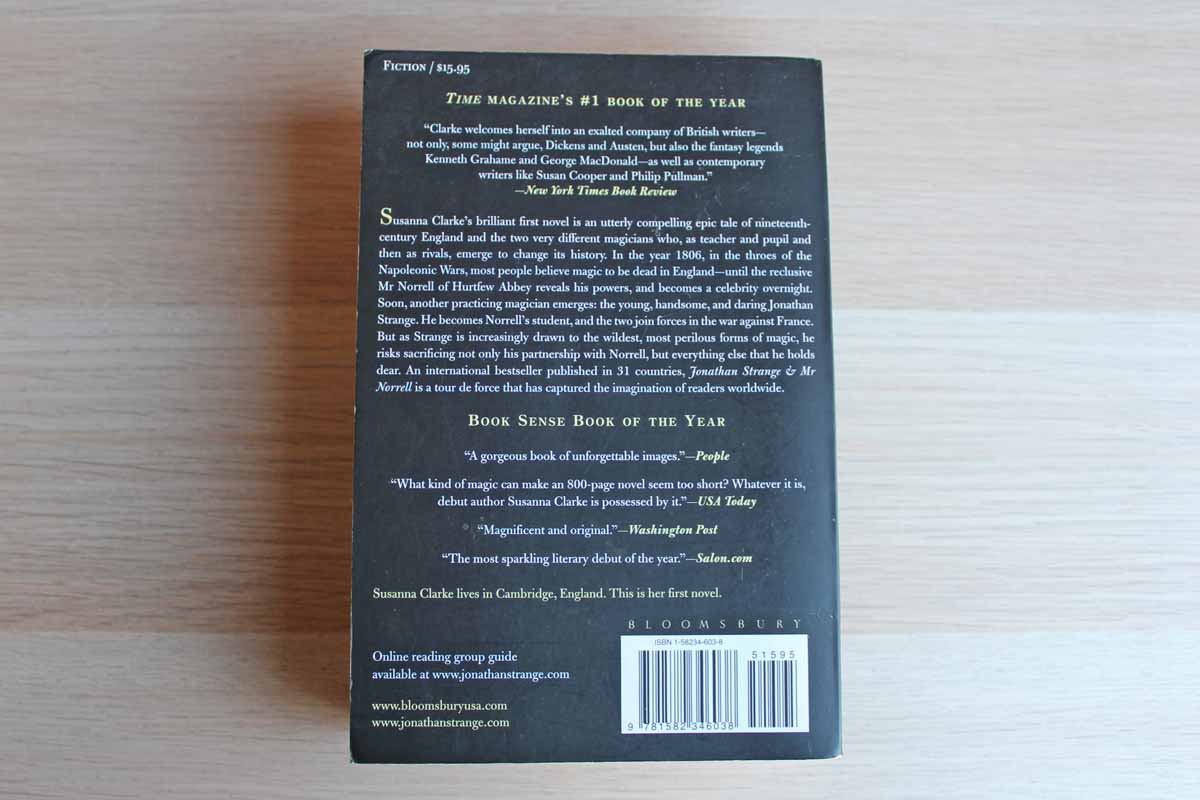 FICTION / $15.95
TIME MAGAZINE'S #1 BOOK OF THE YEAR
“Clarke welcomes herself into an exalted company of British writers—
not only, some might argue, Dickens and Austen, but also the fantasy legends
Kenneth Grahame and George MacDonald—as well as contemporary
writers like Susan Cooper and Philip Pullman.”
—New York Times Book Review
Susanna Clarke's brilliant first novel is an utterly compelling epic tale of nineteenth-
century England and the two very different magicians who, as teacher and pupil and
then as rivals, emerge to change its history. In the year 1806, in the throes of the
Napoleonic Wars, most people believe magic to be dead in England—until the reclusive
Mr Norrell of Hurtfew Abbey reveals his powers, and becomes a celebrity overnight.
Soon, another practicing magician emerges: the young, handsome, and daring Jonathan
Strange. He becomes Norrell's student, and the two join forces in the war against France.
But as Strange is increasingly drawn to the wildest, most perilous forms of magic, he
risks sacrificing not only his partnership with Norrell, but everything else that he holds
dear. An international bestseller published in 31 countries, Jonathan Strange & Mr
Norrell is a tour de force that has captured the imagination of readers worldwide.
BOOK SENSE BOOK OF THE YEAR
“A gorgeous book of unforgettable images.”—People
“What kind of magic can make an 800-page novel seem too short? Whatever it is,
debut author Susanna Clarke is possessed by it.”—USA Today
“Magnificent and original.”—Washington Post
“The most sparkling literary debut of the year.”—Salon.com
Susanna Clarke lives in Cambridge, England. This is her first novel.
BLOOMSBURY
ISBN 1-58234-603-8
51595
9 781582 346038
Online reading group guide
available at www.jonathanstrange.com
www.bloomsburyusa.com
www.jonathanstrange.com